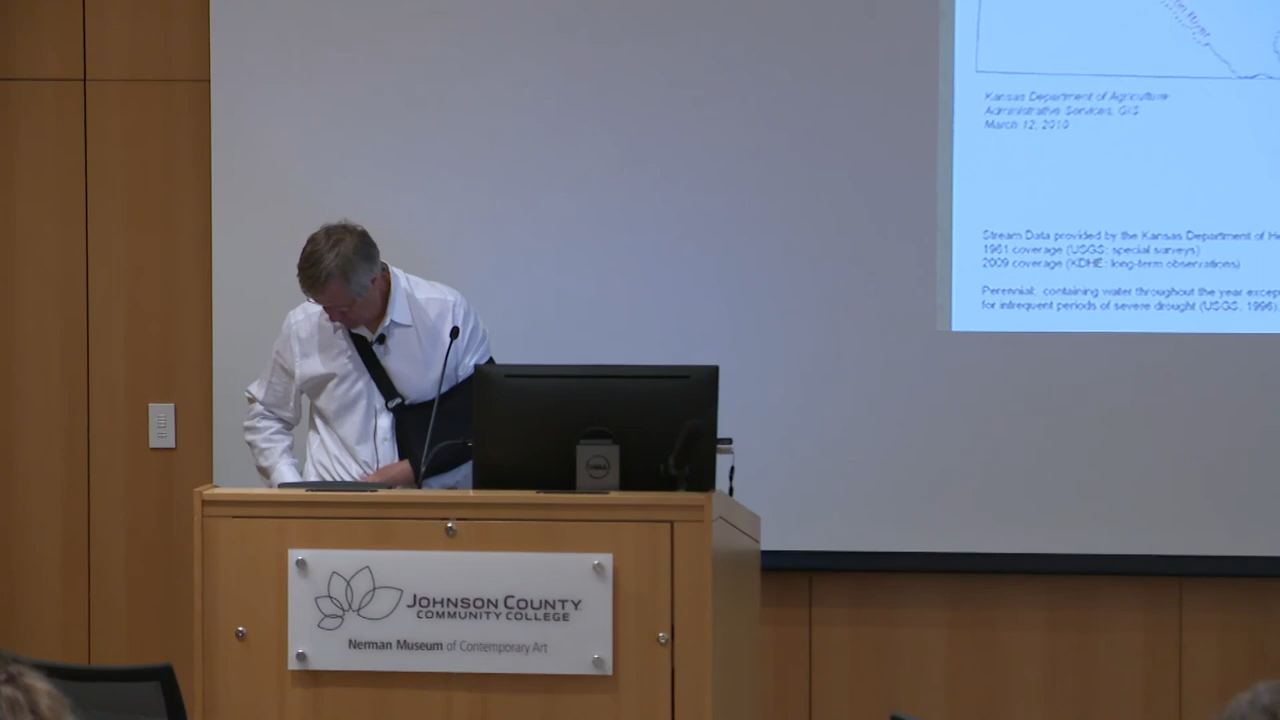 River
Kansas Department of Agriculture
Administrative Services, GIS
March 12, 2010
Stream Data provided by the Kansas Department of He
1961 coverage (USGS: special surveys)
2009 coverage (KDHE: long-term observations)
Perennial: containing water throughout the year excep
for infrequent periods of severe drought (USGS, 1996)
DELL
JOHNSON COUNTY
COMMUNITY COLLEGE
Nerman Museum of Contemporary Art